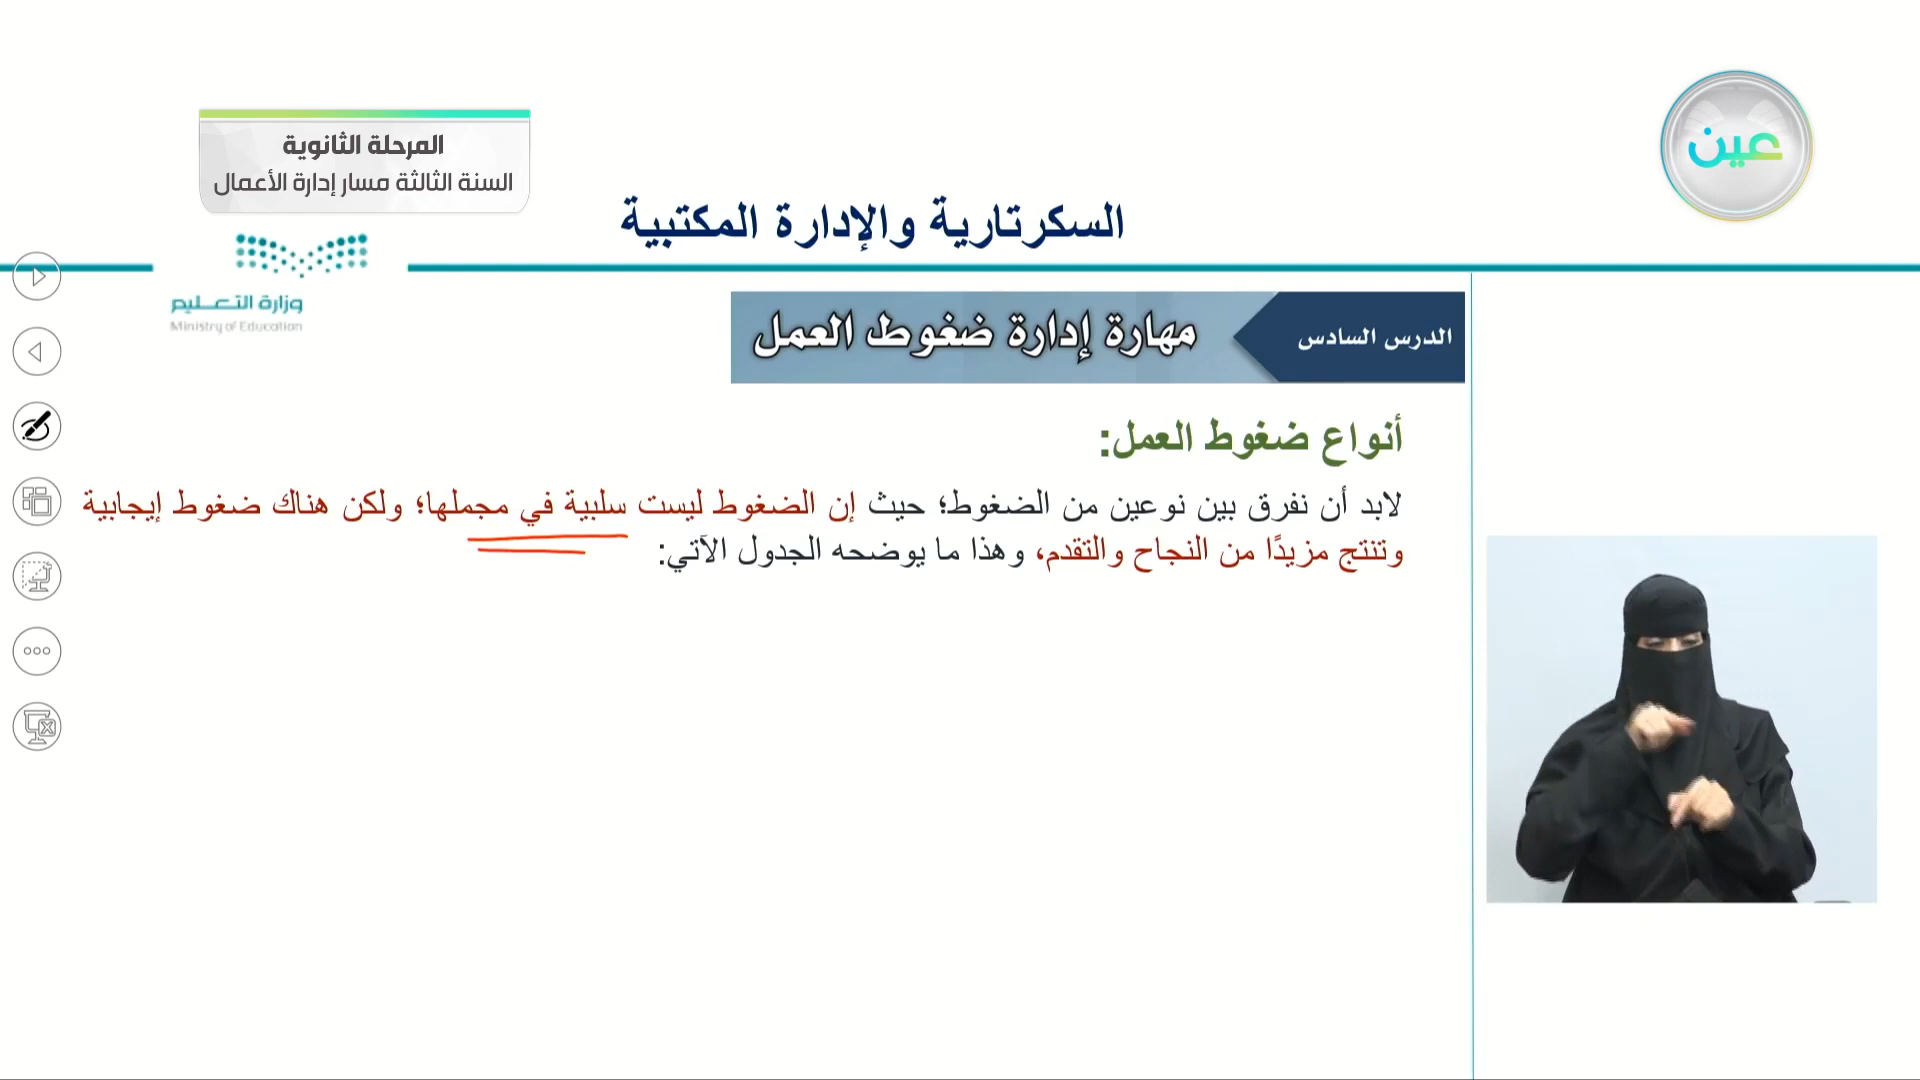 عين
المرحلة الثانوية
السنة الثالثة مسار إدارة الأعمال
السكرتارية والإدارة المكتبية
وزارة التعليم
Ministry of Education
الدرس السادس
مهارة إدارة ضغوط العمل
أنواع ضغوط العمل:
لابد أن نفرق بين نوعين من الضغوط؛ حيث إن الضغوط ليست سلبية في مجملها؛ ولكن هناك ضغوط إيجابية
وتنتج مزيدًا من النجاح والتقدم، وهذا ما يوضحه الجدول الآتي: